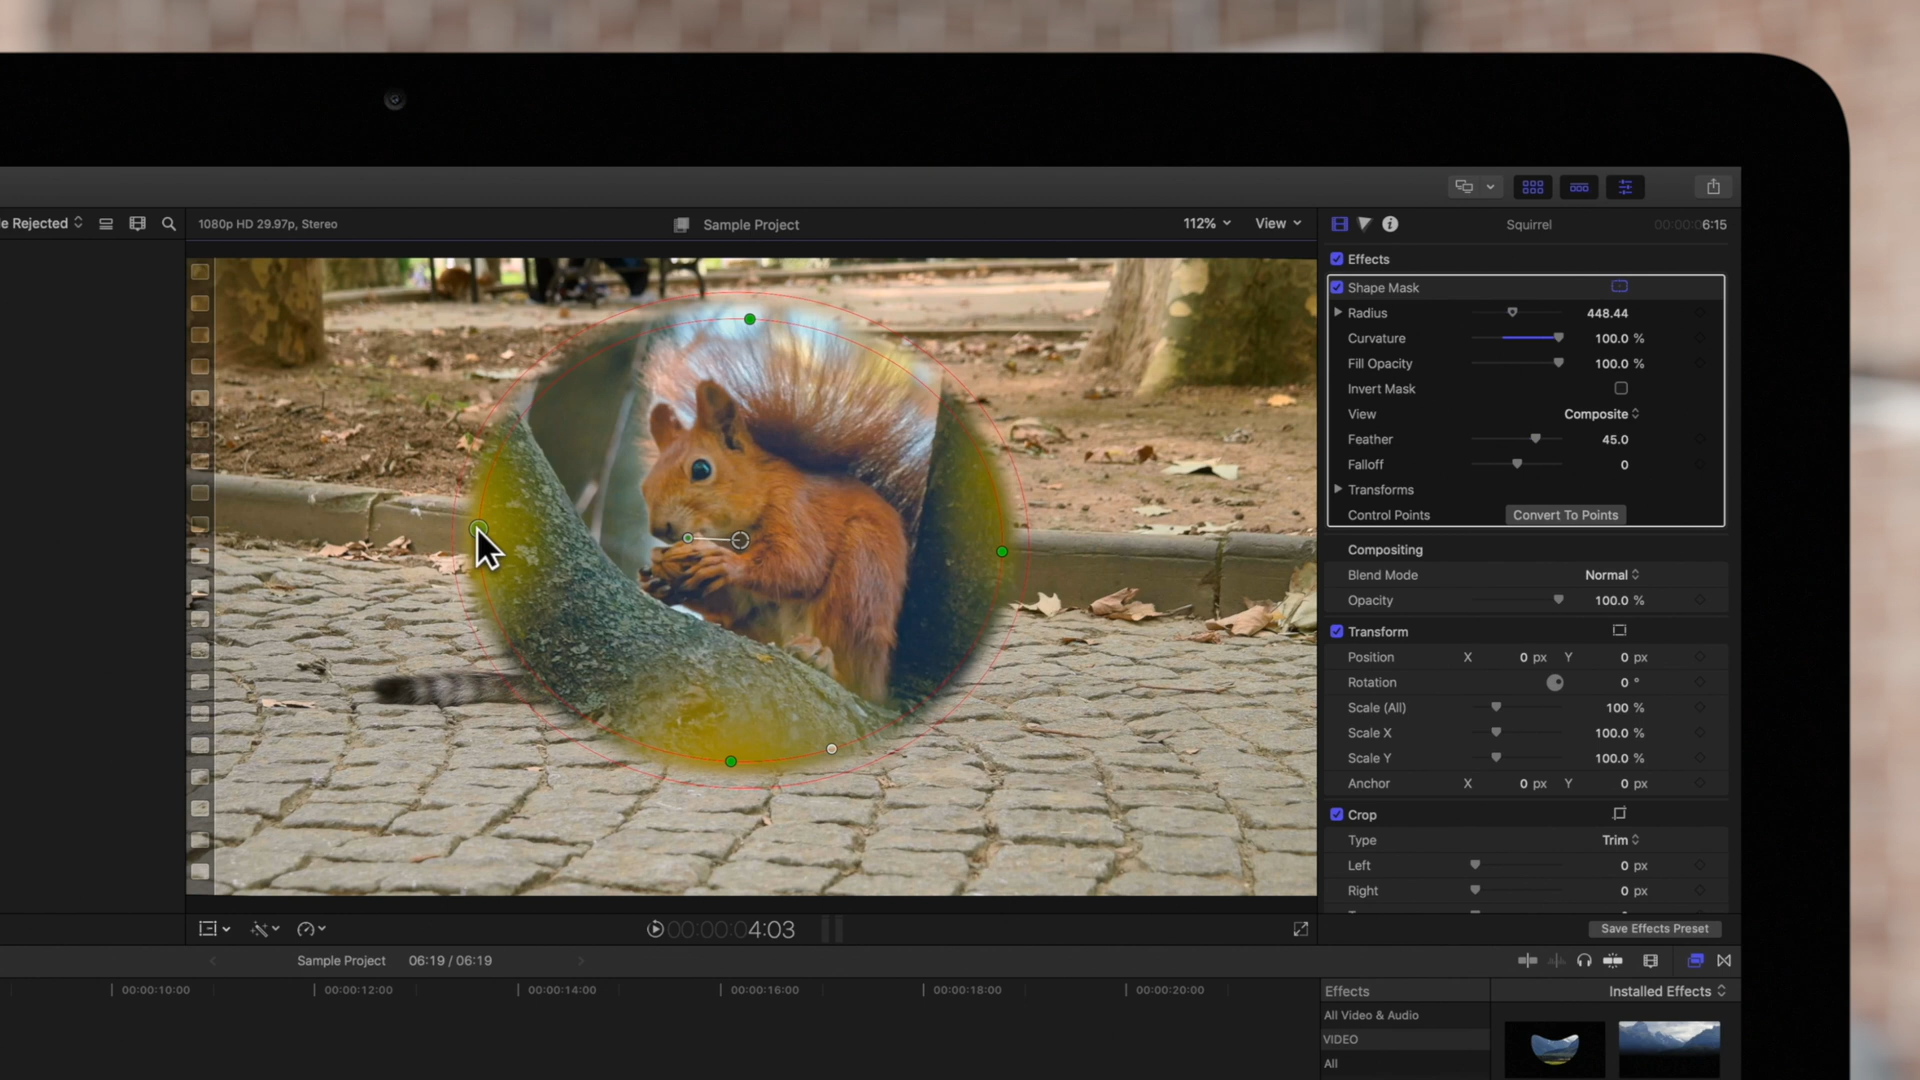 e Rejected
1080p HD 29.97p, Stereo
Sample Project
112%
View
Squirrel
00:00:06:15
Effects
Shape Mask
Radius 448.44
Curvature 100.0 %
Fill Opacity 100.0 %
Invert Mask
View Composite
Feather 45.0
Falloff 0
Transforms
Control Points Convert To Points
Compositing
Blend Mode Normal
Opacity 100.0 %
Transform
Position X 0 px Y 0 px
Rotation 0 °
Scale (All) 100 %
Scale X 100.0 %
Scale Y 100.0 %
Anchor X 0 px Y 0 px
Crop
Type Trim
Left 0 px
Right 0 px
00:00:04:03
Save Effects Preset
Sample Project 06:19 / 06:19
00:00:10:00 00:00:12:00 00:00:14:00 00:00:16:00 00:00:18:00 00:00:20:00
Effects Installed Effects
All Video & Audio
VIDEO
All